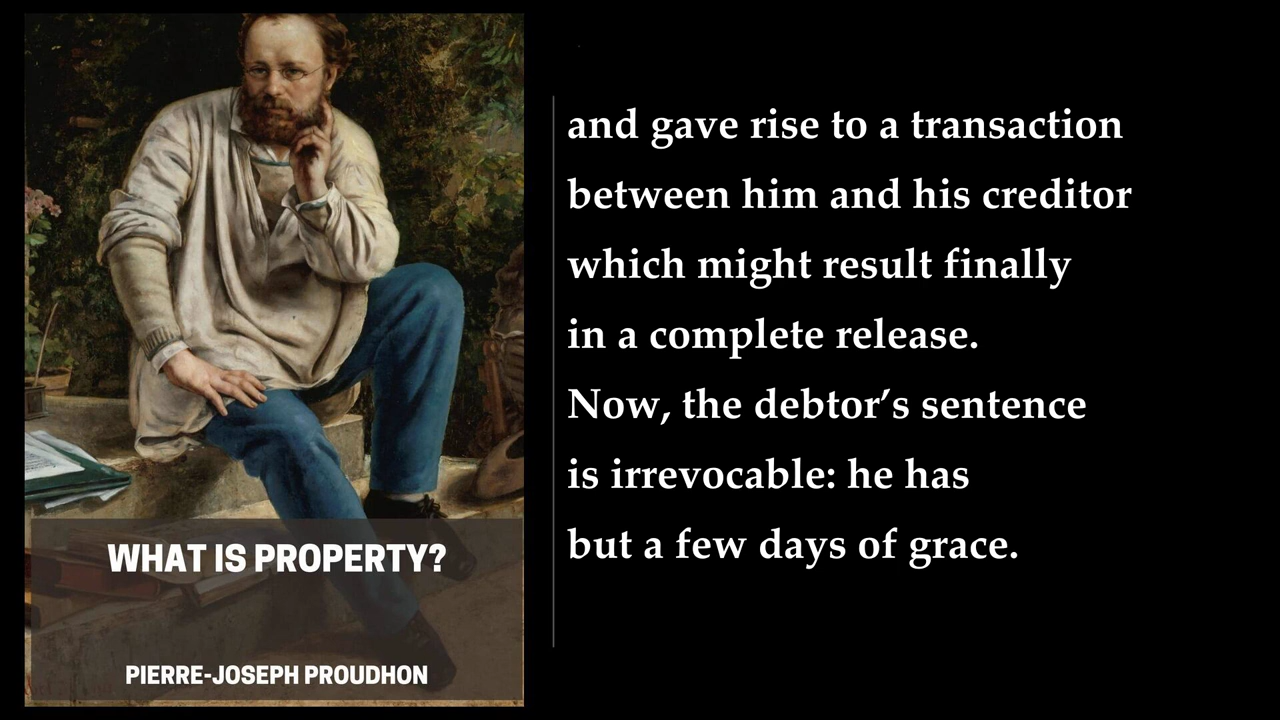 WHAT IS PROPERTY?
PIERRE-JOSEPH PROUDHON
and gave rise to a transaction
between him and his creditor
which might result finally
in a complete release.
Now, the debtor’s sentence
is irrevocable: he has
but a few days of grace.